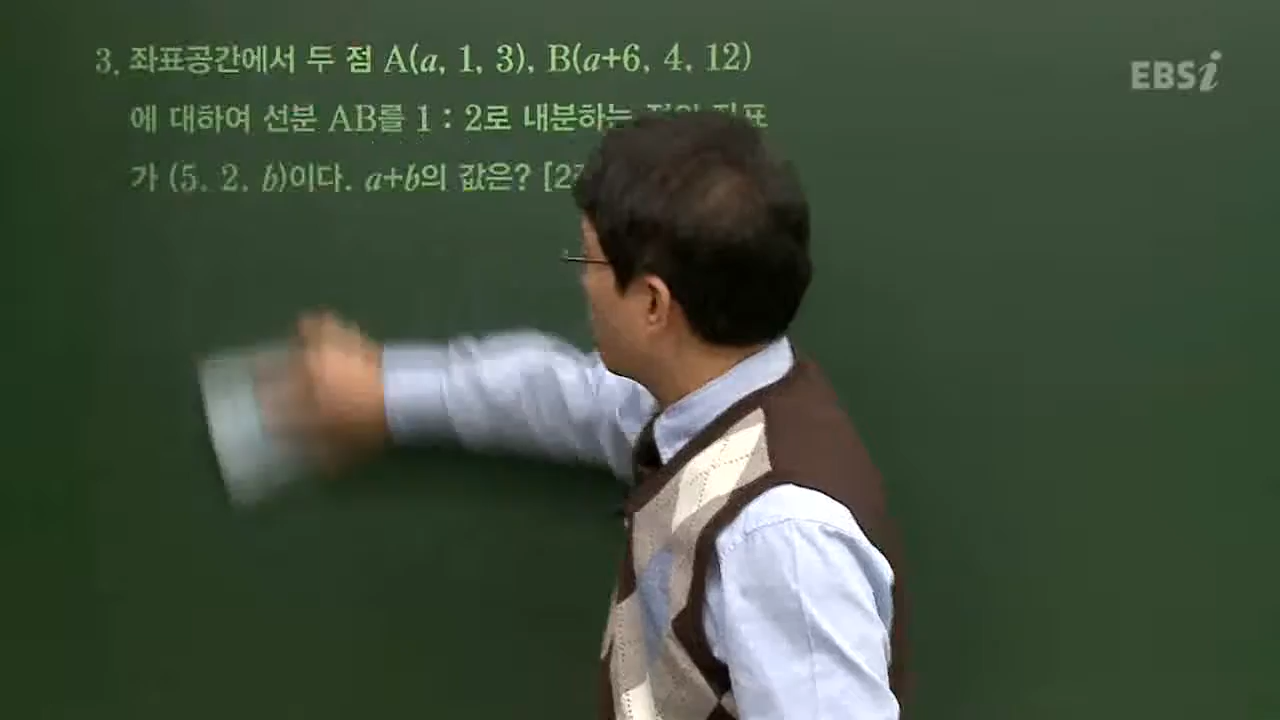 3. 좌표공간에서 두 점 A(a, 1, 3), B(a+6, 4, 12)
에 대하여 선분 AB를 1 : 2로 내분하는
가 (5, 2, b)이다. a+b의 값은? [2
EBSi